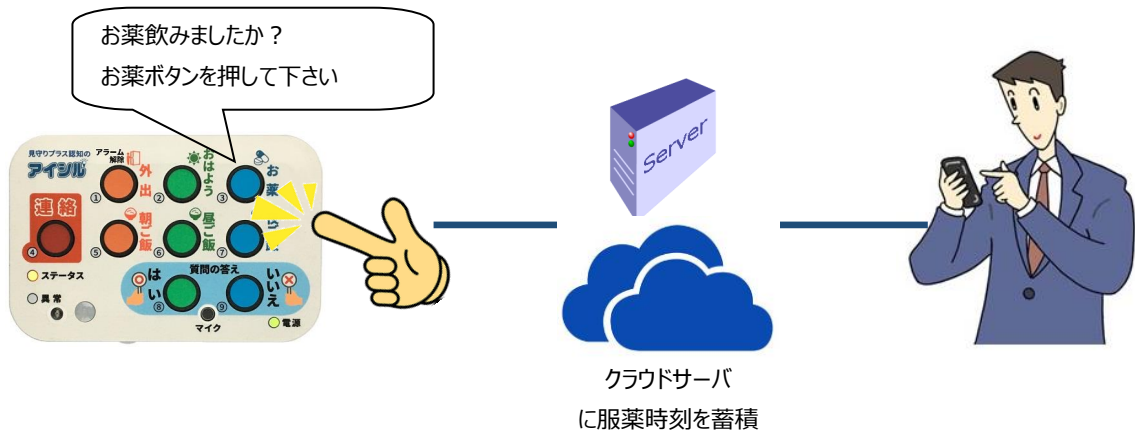 お薬飲みましたか？
お薬ボタンを押して下さい
見守りプラス認知の
アイシル
アラーム
解除
外出
①
おはよう
②
お薬
③
連絡
④
朝ご飯
⑤
昼ご飯
⑥
飯
⑦
ステータス
異常
質問の答え
はい
⑧
いいえ
⑨
マイク
電源
Server
クラウドサーバ
に服薬時刻を蓄積